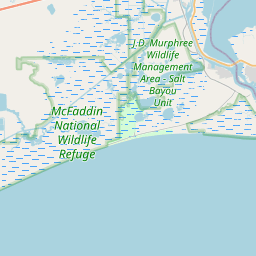 J.D. Murphree
Wildlife
Management
Area - Salt
Bayou
Unit
McFaddin
National
Wildlife
Refuge